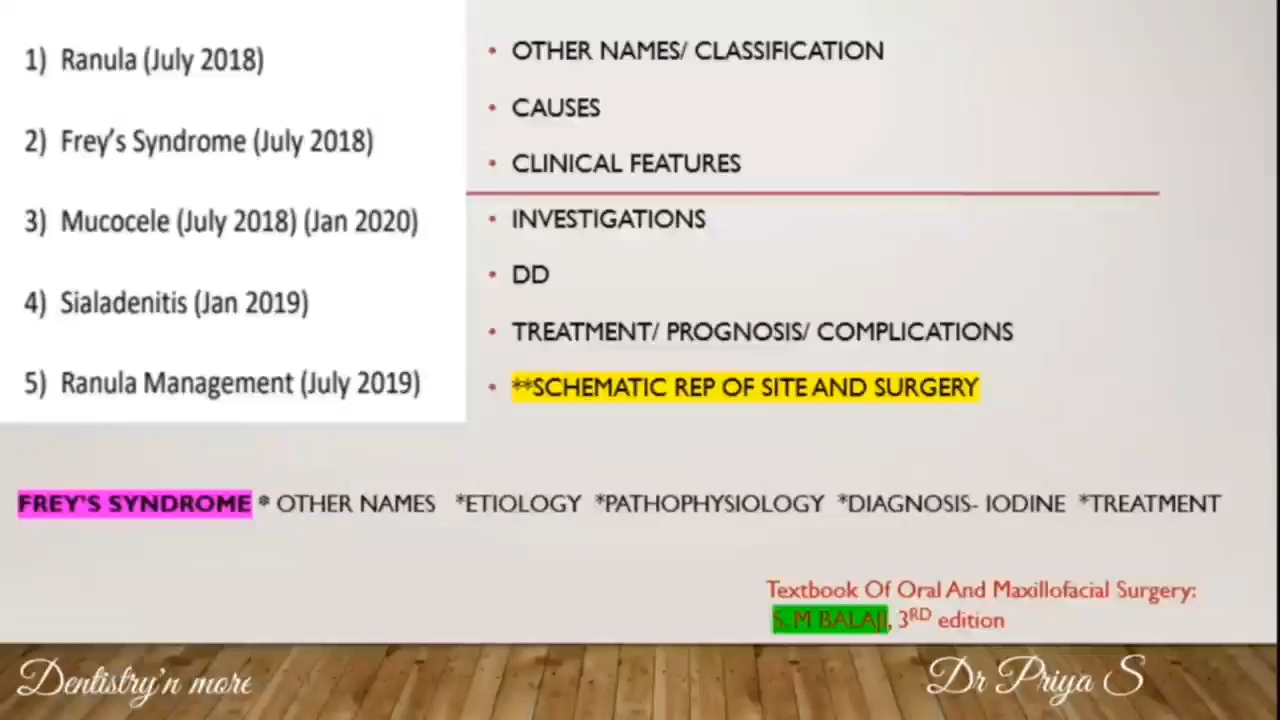 1) Ranula (July 2018)
2) Frey's Syndrome (July 2018)
3) Mucocele (July 2018) (Jan 2020)
4) Sialadenitis (Jan 2019)
5) Ranula Management (July 2019)
• OTHER NAMES/ CLASSIFICATION
• CAUSES
• CLINICAL FEATURES
• INVESTIGATIONS
• DD
• TREATMENT/ PROGNOSIS/ COMPLICATIONS
• **SCHEMATIC REP OF SITE AND SURGERY
FREY'S SYNDROME * OTHER NAMES *ETIOLOGY *PATHOPHYSIOLOGY *DIAGNOSIS- IODINE *TREATMENT
Textbook Of Oral And Maxillofacial Surgery:
S. M BALAJI, 3RD edition
Dentistry'n more
Dr Priya S